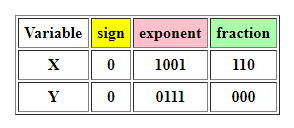 Variable sign exponent fraction
X 0 1001 110
Y 0 0111 000